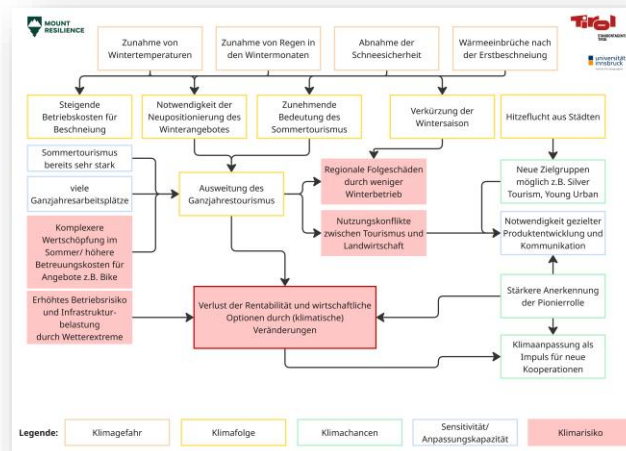 MOUNT
RESILIENCE
Tirol
universität
innsbruck
Zunahme von
Wintertemperaturen
Zunahme von Regen in
den Wintermonaten
Abnahme der
Schneesicherheit
Wärmeeinbrüche nach
der Erstbeschneiung
Steigende
Betriebskosten für
Beschneiung
Notwendigkeit der
Neupositionierung des
Winterangebotes
Zunehmende
Bedeutung des
Sommertourismus
Verkürzung der
Wintersaison
Hitzeflucht aus Städten
Sommertourismus
bereits sehr stark
viele
Ganzjahresarbeitsplätze
Komplexere
Wertschöpfung im
Sommer/ höhere
Betreuungskosten für
Angebote z.B. Bike
Erhöhtes Betriebsrisiko
und Infrastruktur-
belastung
durch Wetterextreme
Ausweitung des
Ganzjahrestourismus
Regionale Folgeschäden
durch weniger
Winterbetrieb
Nutzungskonflikte
zwischen Tourismus und
Landwirtschaft
Neue Zielgruppen
möglich z.B. Silver
Tourism, Young Urban
Notwendigkeit gezielter
Produktentwicklung und
Kommunikation
Verlust der Rentabilität und wirtschaftliche
Optionen durch (klimatische)
Veränderungen
Stärkere Anerkennung
der Pionierrolle
Klimaanpassung als
Impuls für neue
Kooperationen
Legende:
Klimagefahr
Klimafolge
Klimachancen
Sensitivität/
Anpassungskapazität
Klimarisiko